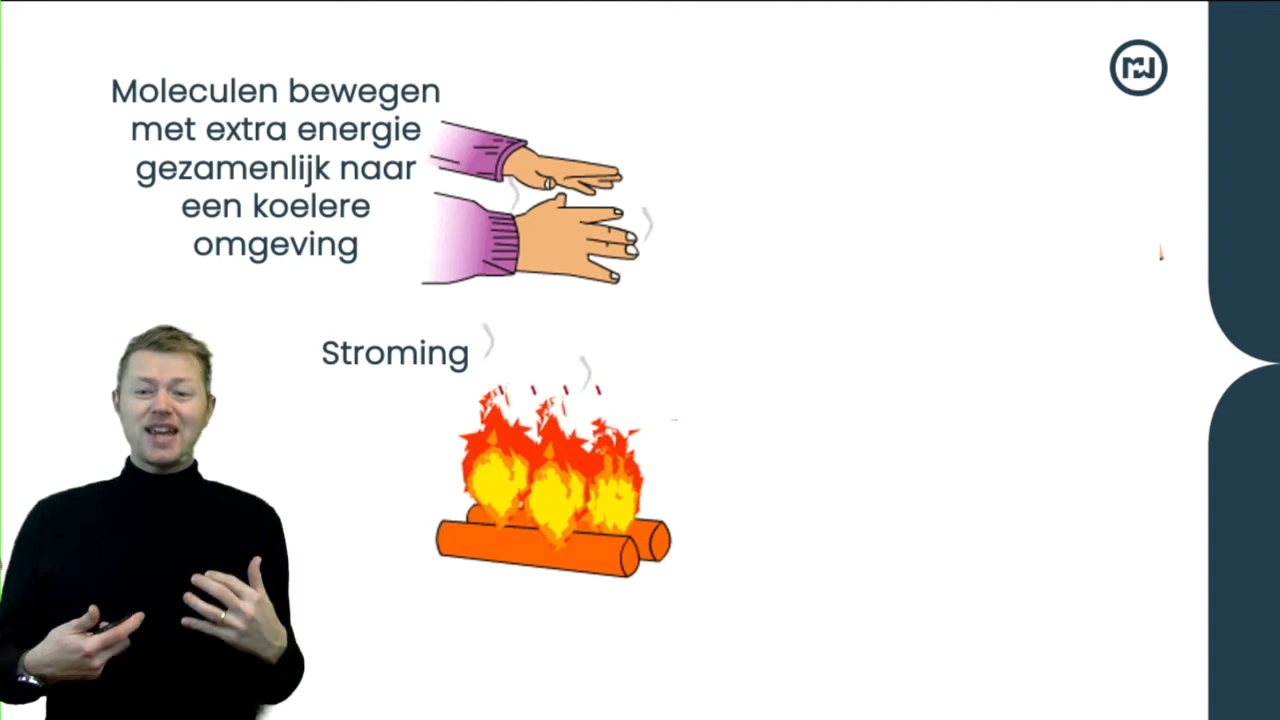 Moleculen bewegen
met extra energie
gezamenlijk naar
een koelere
omgeving
Stroming